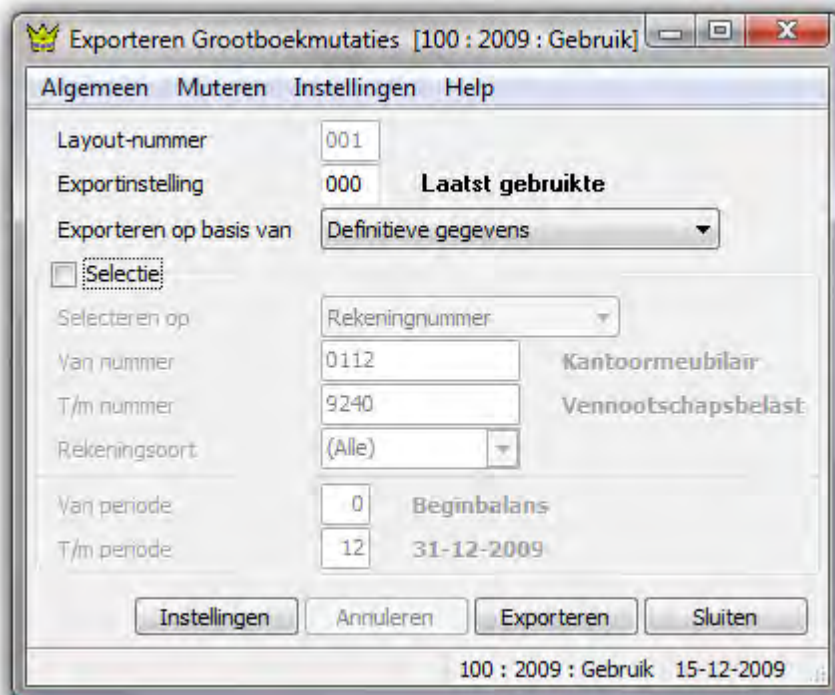 Exporteren Grootboekmutaties [100 : 2009 : Gebruik]
Algemeen Muteren Instellingen Help
Layout-nummer 001
Exportinstelling 000 Laatst gebruikte
Exporteren op basis van Definitieve gegevens
Selectie
Selecteren op Rekeningnummer
Van nummer 0112 Kantoormeubilair
T/m nummer 9240 Vennootschapsbelast
Rekeningsoort (Alle)
Van periode 0 Beginbalans
T/m periode 12 31-12-2009
Instellingen Annuleren Exporteren Sluiten
100 : 2009 : Gebruik 15-12-2009